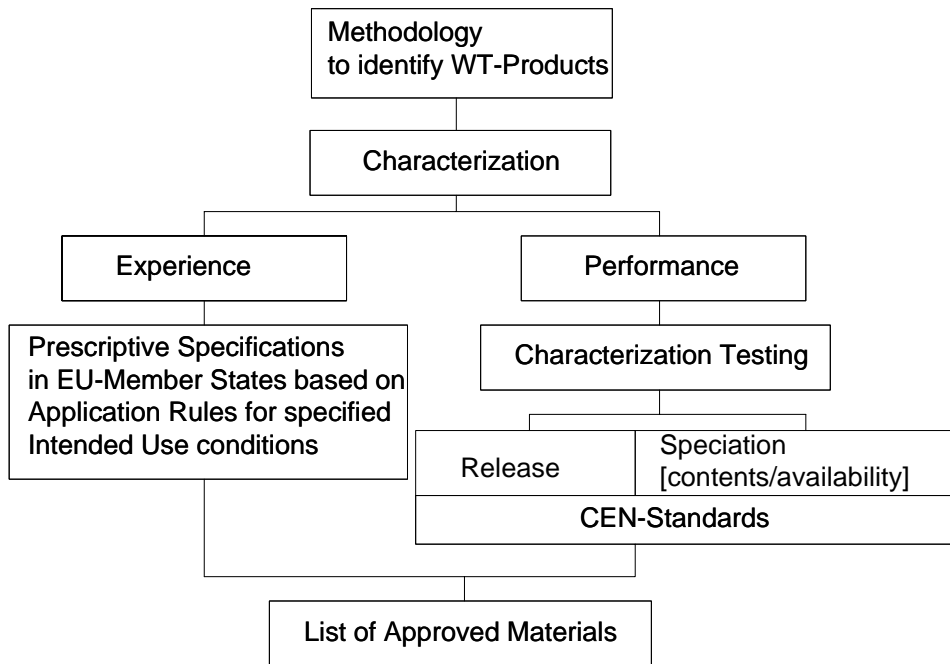 Methodology
to identify WT-Products
Characterization
Experience
Performance
Prescriptive Specifications
in EU-Member States based on
Application Rules for specified
Intended Use conditions
Characterization Testing
Release
Speciation
[contents/availability]
CEN-Standards
List of Approved Materials